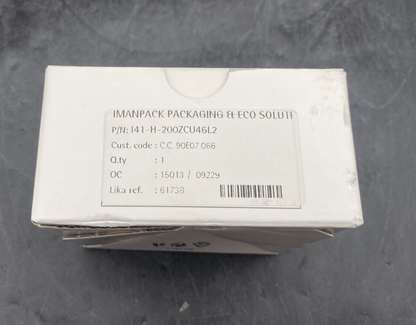 IMANPACK PACKAGING & ECO SOLUTI
P/N: I41-H-200ZCU46L2
Cust. code : C.C. 90E07.066
Q.ty : 1
OC : 15013 / 09229
Lika ref. : 61738